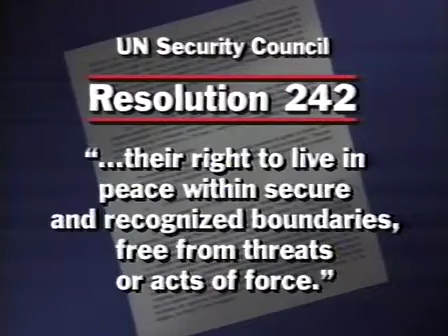 UN Security Council
Resolution 242
“...their right to live in
peace within secure
and recognized boundaries,
free from threats
or acts of force.”